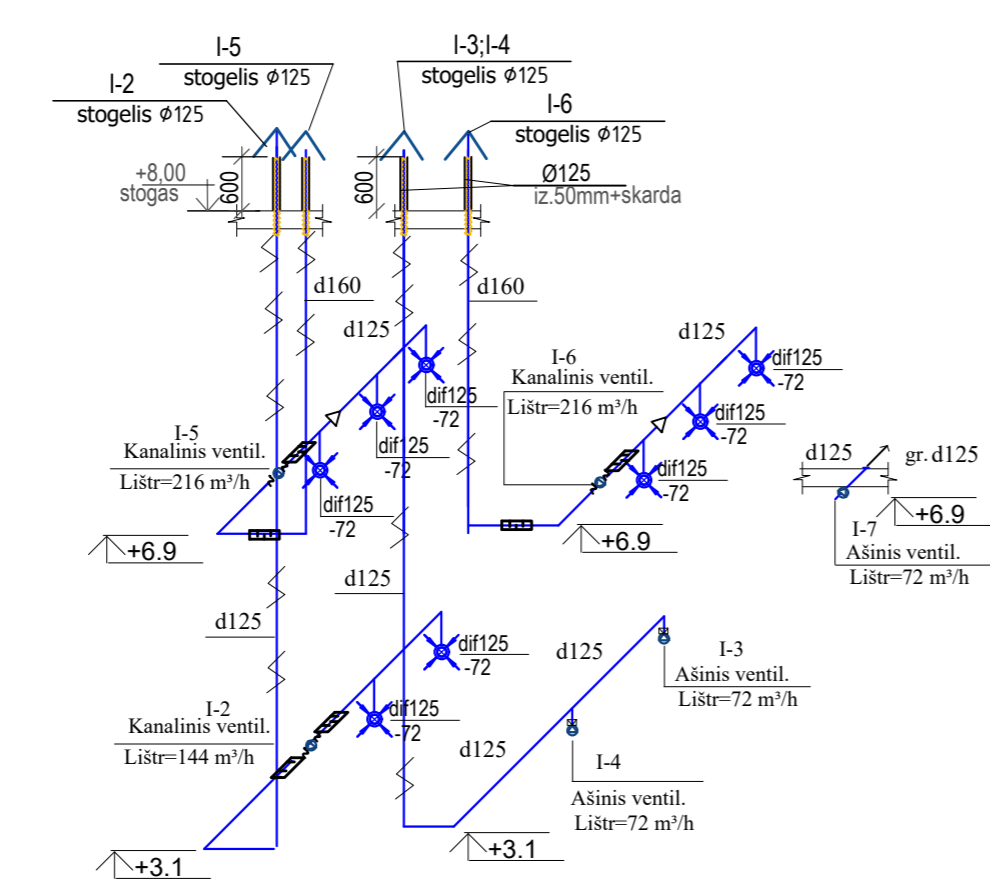 I-5
stogelis Ø125
I-2
stogelis Ø125
I-3;I-4
stogelis Ø125
I-6
stogelis Ø125
+8,00
stogas
600
600
Ø125
iz.50mm+skarda
d160
d160
d125
dif125
-72
dif125
-72
dif125
-72
I-5
Kanalinis ventil.
Lištr=216 m³/h
+6.9
I-6
Kanalinis ventil.
Lištr=216 m³/h
d125
dif125
-72
dif125
-72
dif125
-72
+6.9
d125
gr. d125
+6.9
I-7
Ašinis ventil.
Lištr=72 m³/h
d125
d125
dif125
-72
dif125
-72
I-2
Kanalinis ventil.
Lištr=144 m³/h
+3.1
d125
d125
I-3
Ašinis ventil.
Lištr=72 m³/h
I-4
Ašinis ventil.
Lištr=72 m³/h
+3.1